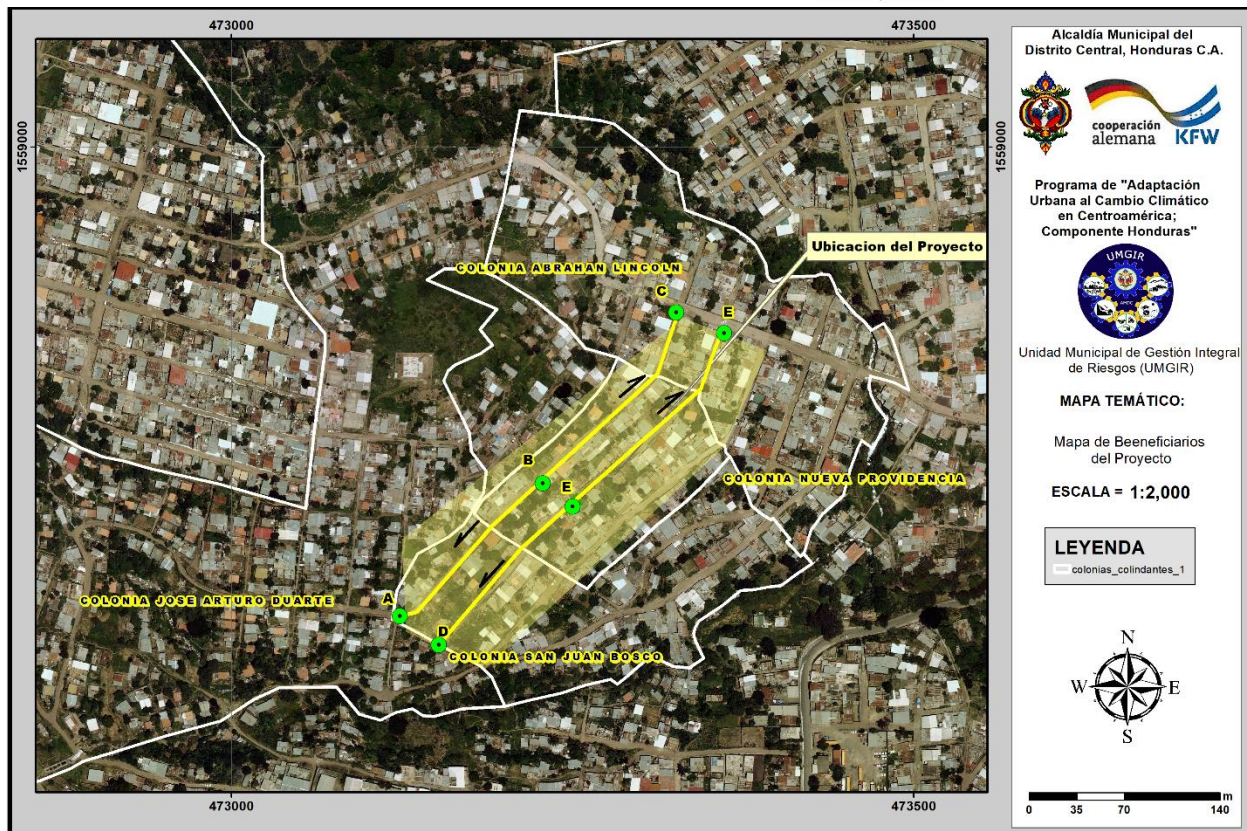 473000
473500
1559000
1559000
Ubicacion del Proyecto
COLONIA ABRAHAN LINCOLN
C
E
B
E
COLONIA NUEVA PROVIDENCIA
COLONIA JOSE ARTURO DUARTE
A
D
COLONIA SAN JUAN BOSCO
473000
473500
Alcaldía Municipal del
Distrito Central, Honduras C.A.
cooperación
alemana
KFW
Programa de "Adaptación
Urbana al Cambio Climático
en Centroamérica;
Componente Honduras"
UMGIR
AMDC
Unidad Municipal de Gestión Integral
de Riesgos (UMGIR)
MAPA TEMÁTICO:
Mapa de Beeneficiarios
del Proyecto
ESCALA = 1:2,000
LEYENDA
colonias_colindantes_1
N
W E
S
m
0 35 70 140